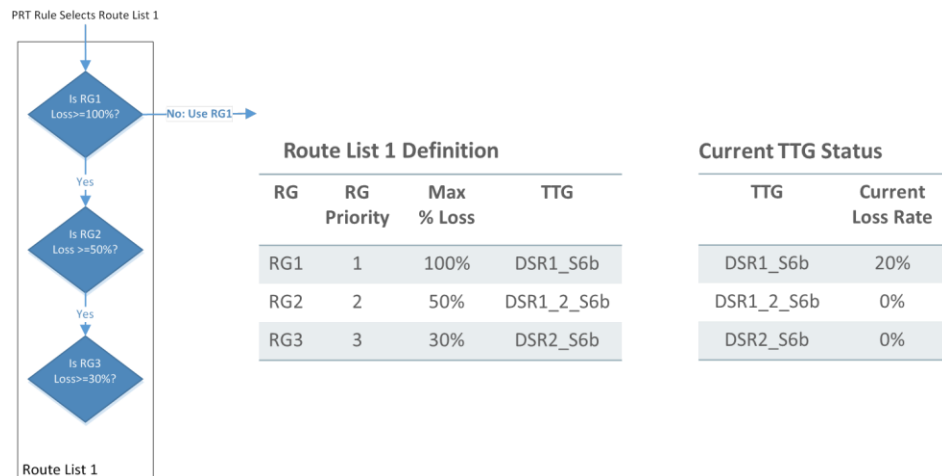 PRT Rule Selects Route List 1
Is RG1
Loss>=100%?
No: Use RG1
Yes
Is RG2
Loss >=50%?
Yes
Is RG3
Loss>=30%?
Route List 1
Route List 1 Definition
RG RG Max TTG
Priority % Loss
RG1 1 100% DSR1_S6b
RG2 2 50% DSR1_2_S6b
RG3 3 30% DSR2_S6b
Current TTG Status
TTG Current
Loss Rate
DSR1_S6b 20%
DSR1_2_S6b 0%
DSR2_S6b 0%